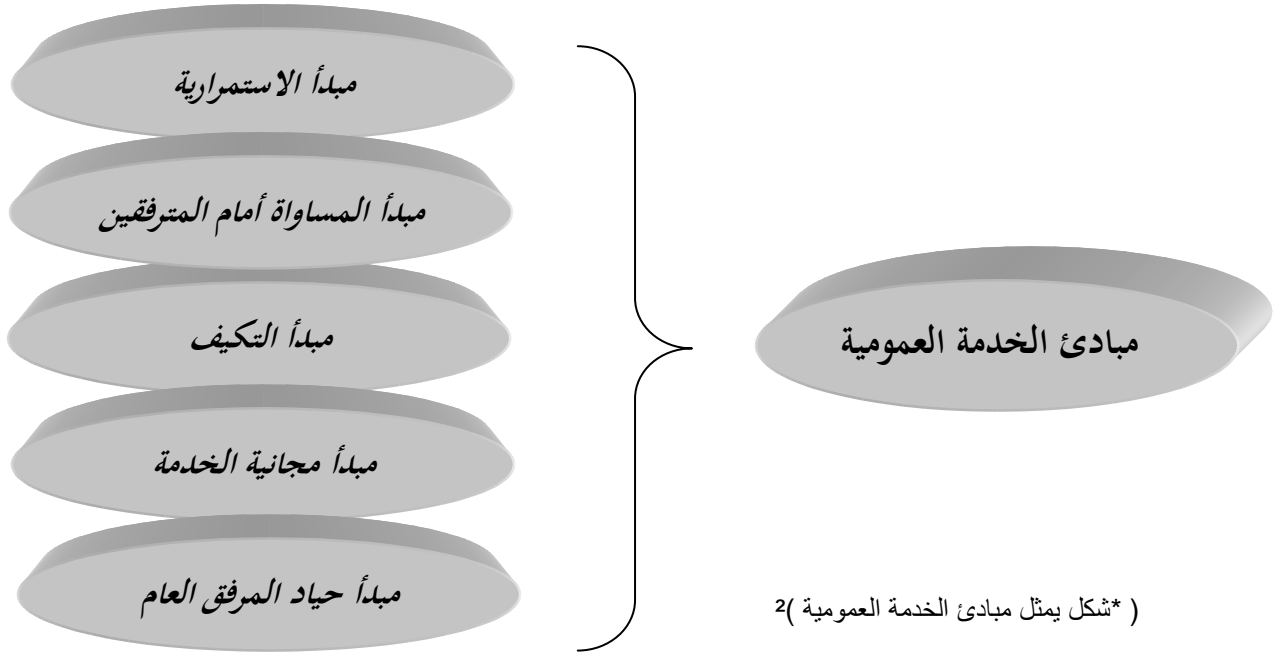 مبدأ الاستمرارية
مبدأ المساواة أمام المترفقين
مبدأ التكيف
مبدأ مجانية الخدمة
مبدأ حياد المرفق العام
مبادئ الخدمة العمومية
( *شكل يمثل مبادئ الخدمة العمومية )²